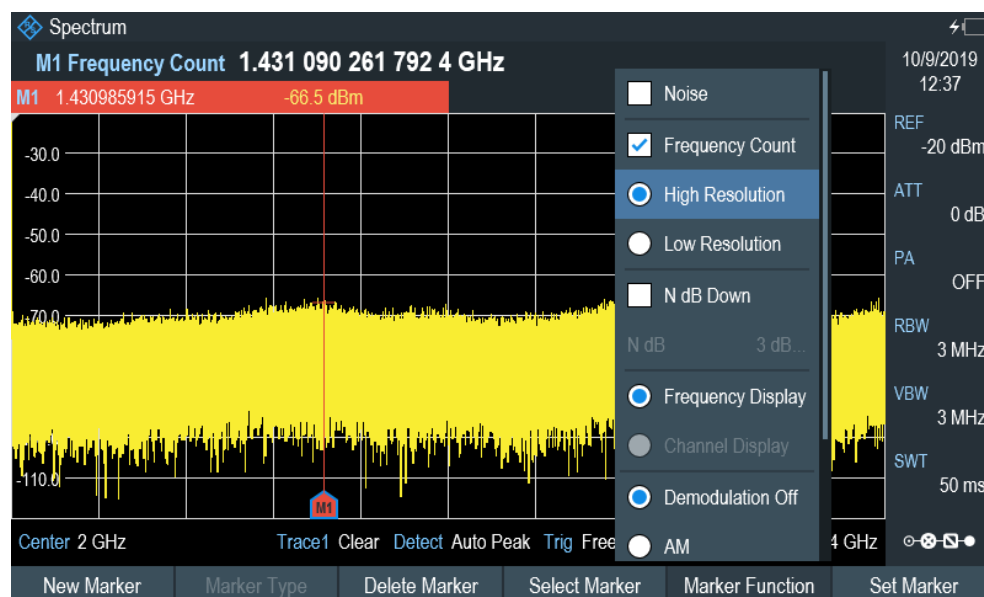 Spectrum
M1 Frequency Count 1.431 090 261 792 4 GHz
10/9/2019
12:37
M1 1.430985915 GHz -66.5 dBm
-30.0
-40.0
-50.0
-60.0
-70.0
-110.0
M1
Noise
Frequency Count
High Resolution
Low Resolution
N dB Down
N dB 3 dB...
Frequency Display
Channel Display
Demodulation Off
AM
REF
-20 dBm
ATT
0 dB
PA
OFF
RBW
3 MHz
VBW
3 MHz
SWT
50 ms
Center 2 GHz Trace1 Clear Detect Auto Peak Trig Free 4 GHz
New Marker Marker Type Delete Marker Select Marker Marker Function Set Marker